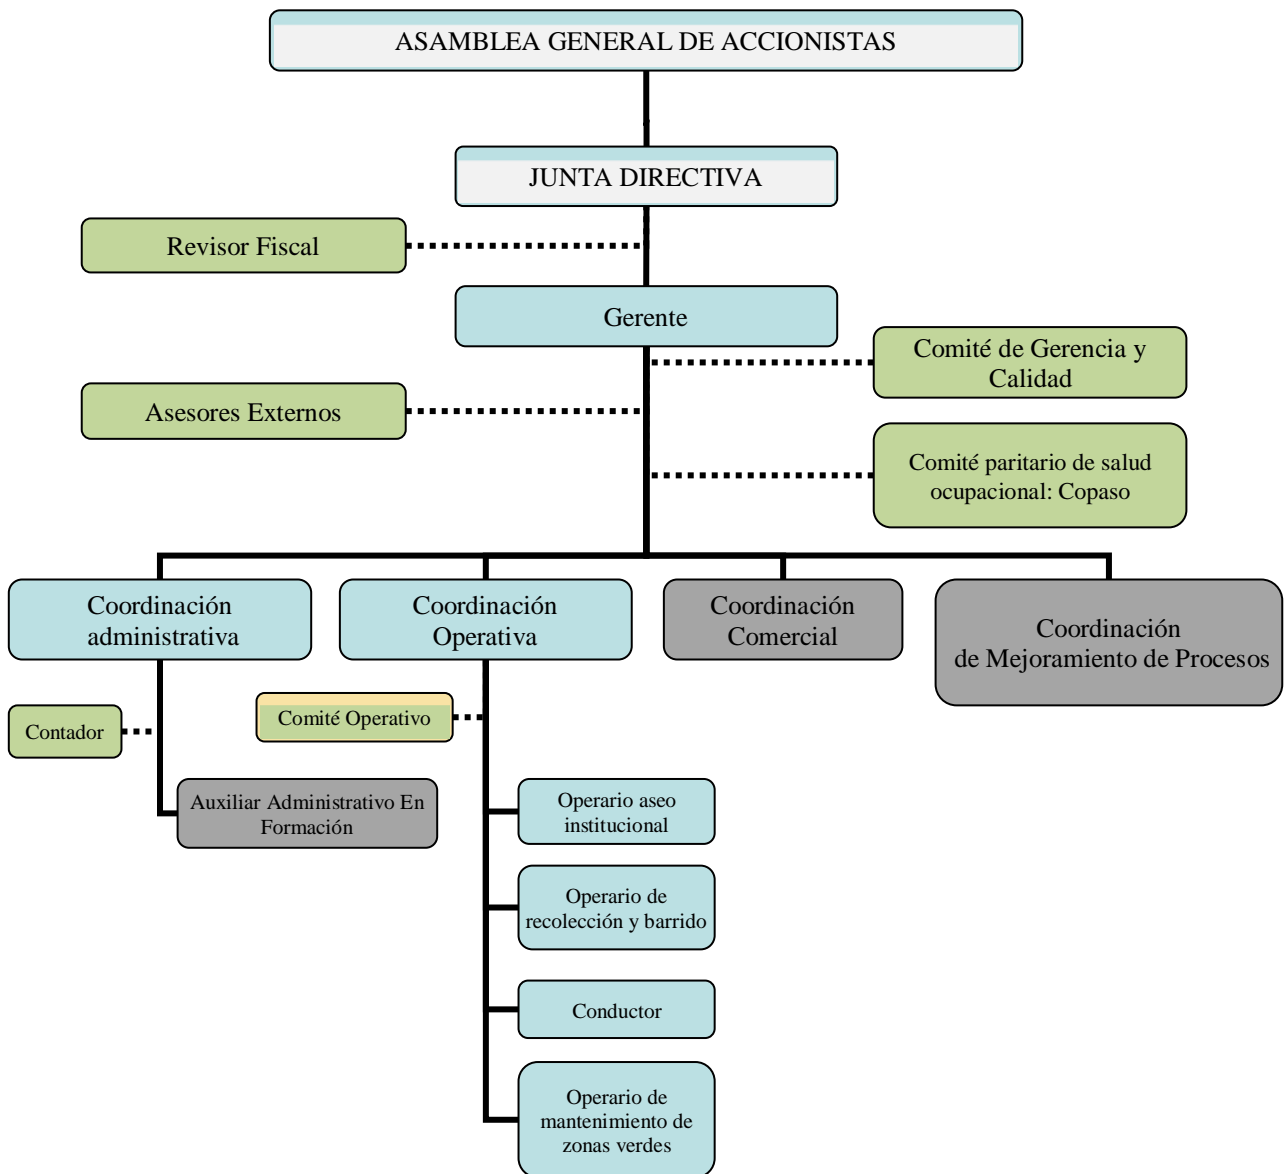 ASAMBLEA GENERAL DE ACCIONISTAS
JUNTA DIRECTIVA
Revisor Fiscal
Gerente
Comité de Gerencia y
Calidad
Asesores Externos
Comité paritario de salud
ocupacional: Copaso
Coordinación
administrativa
Coordinación
Operativa
Coordinación
Comercial
Coordinación
de Mejoramiento de Procesos
Contador
Comité Operativo
Auxiliar Administrativo En
Formación
Operario aseo
institucional
Operario de
recolección y barrido
Conductor
Operario de
mantenimiento de
zonas verdes